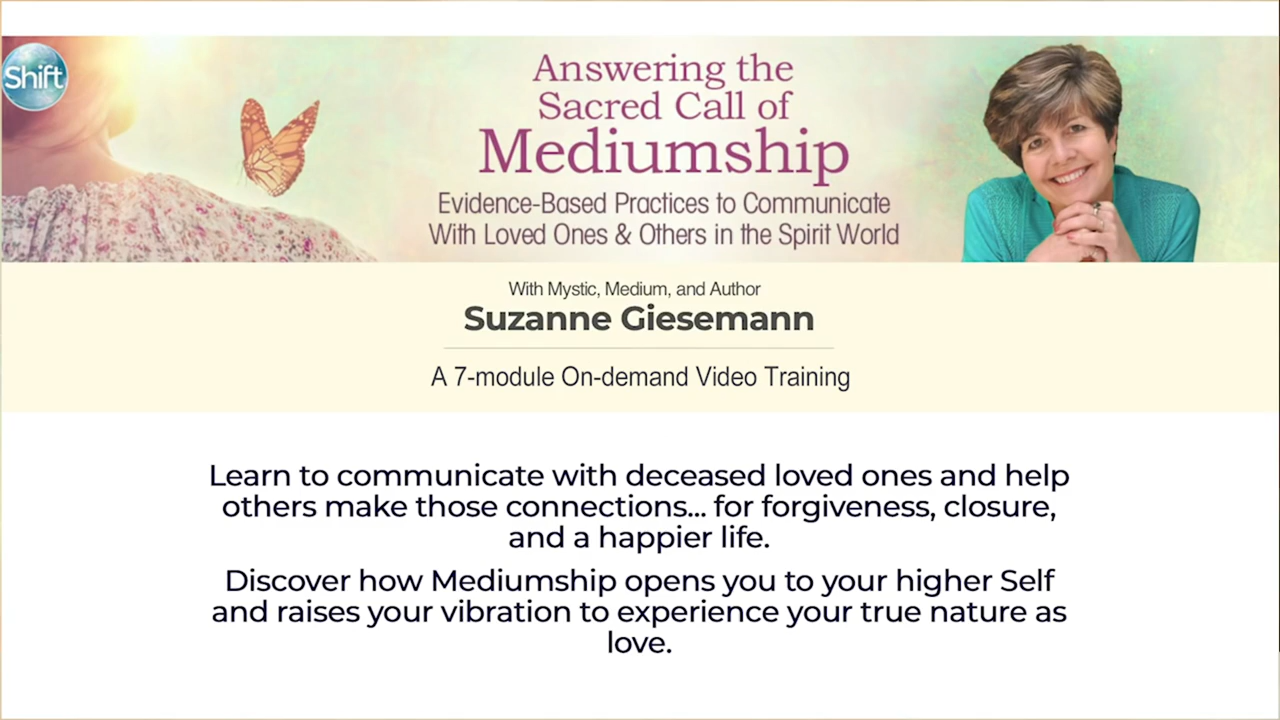 Shift
Answering the
Sacred Call of
Mediumship
Evidence-Based Practices to Communicate
With Loved Ones & Others in the Spirit World
With Mystic, Medium, and Author
Suzanne Giesemann
A 7-module On-demand Video Training
Learn to communicate with deceased loved ones and help
others make those connections... for forgiveness, closure,
and a happier life.
Discover how Mediumship opens you to your higher Self
and raises your vibration to experience your true nature as
love.